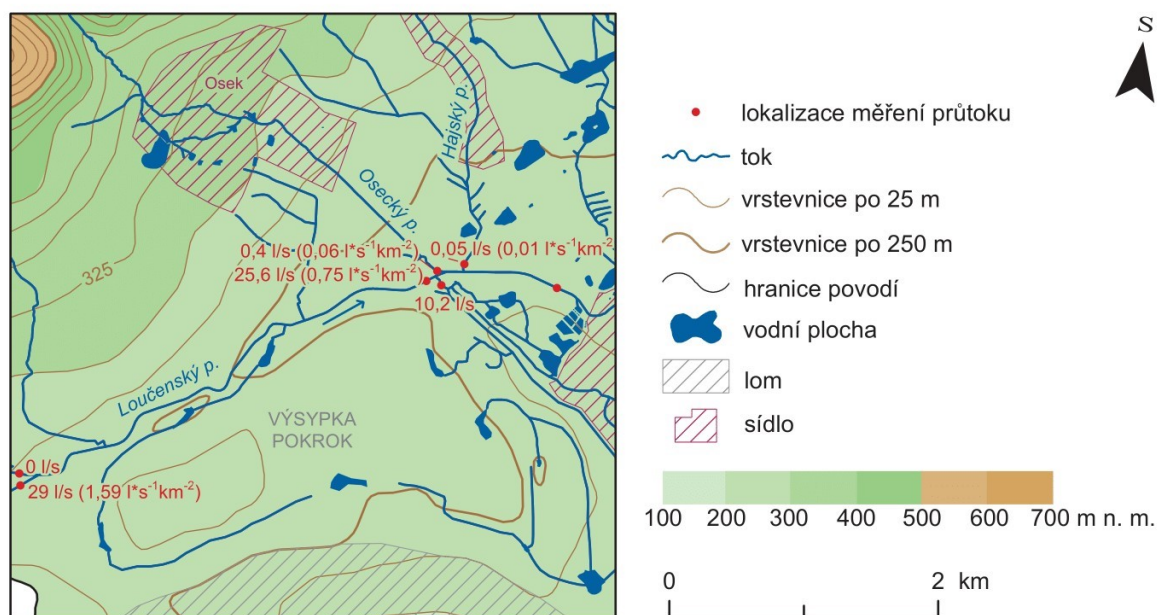 Osek
Hajský p.
Osecký p.
0,4 l/s (0,06 l*s⁻¹km⁻²)
0,05 l/s (0,01 l*s⁻¹km⁻²)
25,6 l/s (0,75 l*s⁻¹km⁻²)
10,2 l/s
325
Loučenský p.
VÝSYPKA
POKROK
0 l/s
29 l/s (1,59 l*s⁻¹km⁻²)
S
lokalizace měření průtoku
tok
vrstevnice po 25 m
vrstevnice po 250 m
hranice povodí
vodní plocha
lom
sídlo
100 200 300 400 500 600 700 m n. m.
0 2 km